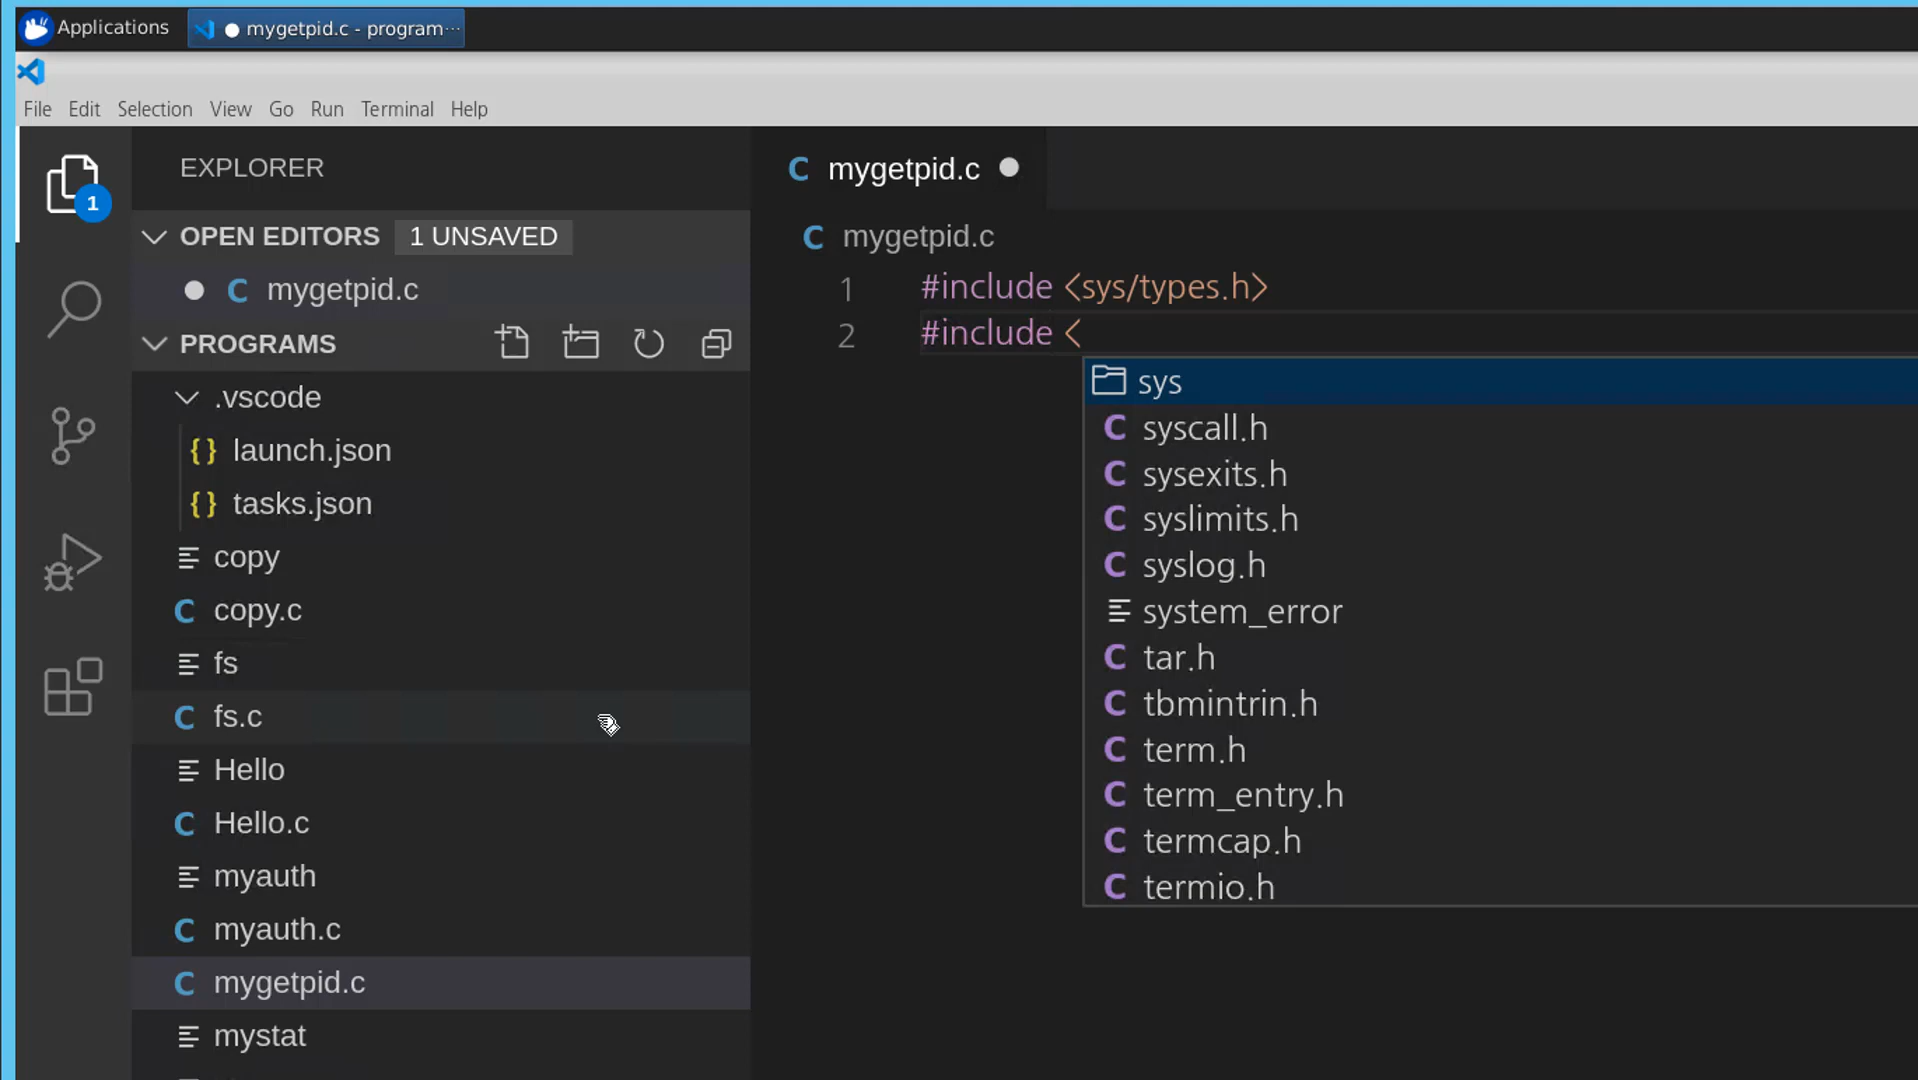 Applications
mygetpid.c - program···
File Edit Selection View Go Run Terminal Help
1
EXPLORER
OPEN EDITORS 1 UNSAVED
mygetpid.c
PROGRAMS
.vscode
launch.json
tasks.json
copy
copy.c
fs
fs.c
Hello
Hello.c
myauth
myauth.c
mygetpid.c
mystat
mygetpid.c
mygetpid.c
1 #include <sys/types.h>
2 #include <
sys
syscall.h
sysexits.h
syslimits.h
syslog.h
system_error
tar.h
tbmintrin.h
term.h
term_entry.h
termcap.h
termio.h